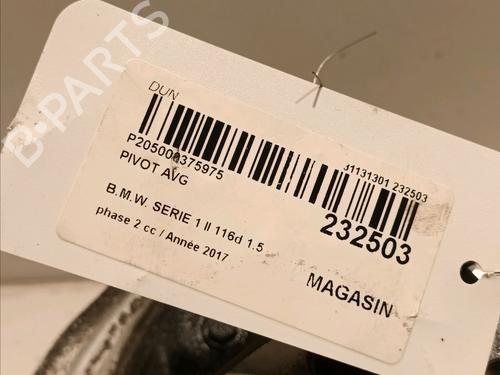 B-PARTS
DUN
P205000375975
31131301 232503
PIVOT AVG
232503
B.M.W. SERIE 1 II 116d 1.5
phase 2 cc / Année 2017
MAGASIN